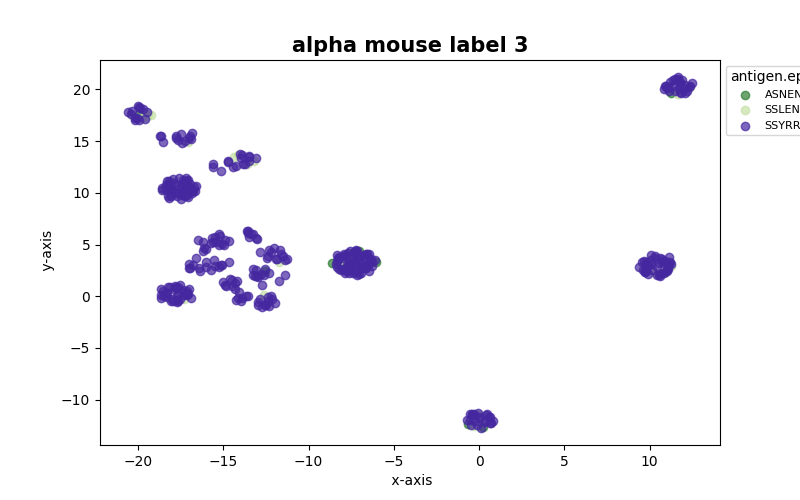 alpha mouse label 3
antigen.ep
ASNEN
SSLEN
SSYRR
20
15
10
5
0
−5
−10
y-axis
−20 −15 −10 −5 0 5 10
x-axis